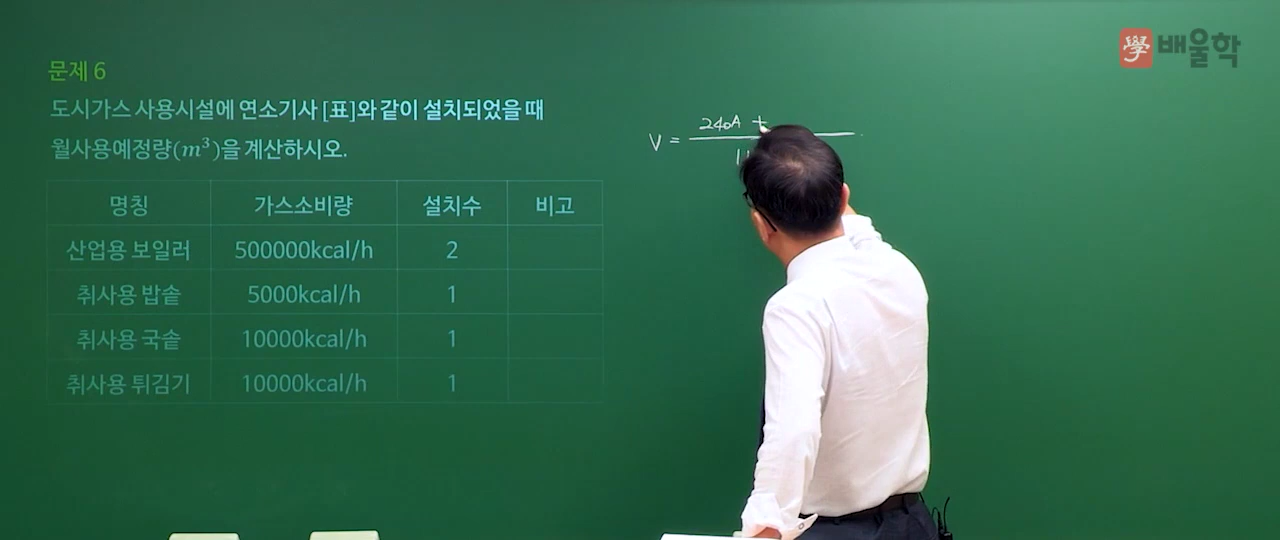 學 배울학
문제 6
도시가스 사용시설에 연소기사 [표]와 같이 설치되었을 때
월사용예정량(m³)을 계산하시오.
명칭 가스소비량 설치수 비고
산업용 보일러 500000kcal/h 2
취사용 밥솥 5000kcal/h 1
취사용 국솥 10000kcal/h 1
취사용 튀김기 10000kcal/h 1
V = 240A +
11